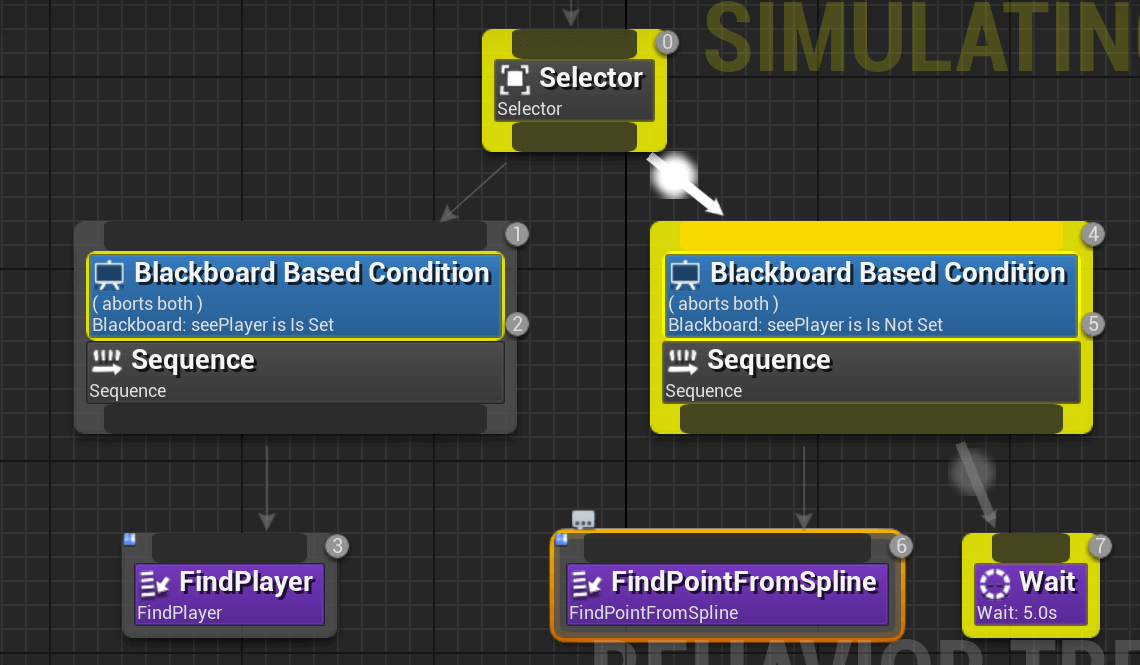 SIMULATING
0
Selector
Selector
1
Blackboard Based Condition
( aborts both )
Blackboard: seePlayer is Is Set
2
Sequence
Sequence
4
Blackboard Based Condition
( aborts both )
Blackboard: seePlayer is Is Not Set
5
Sequence
Sequence
3
FindPlayer
FindPlayer
6
FindPointFromSpline
FindPointFromSpline
7
Wait
Wait: 5.0s
BEHAVIOR TRE